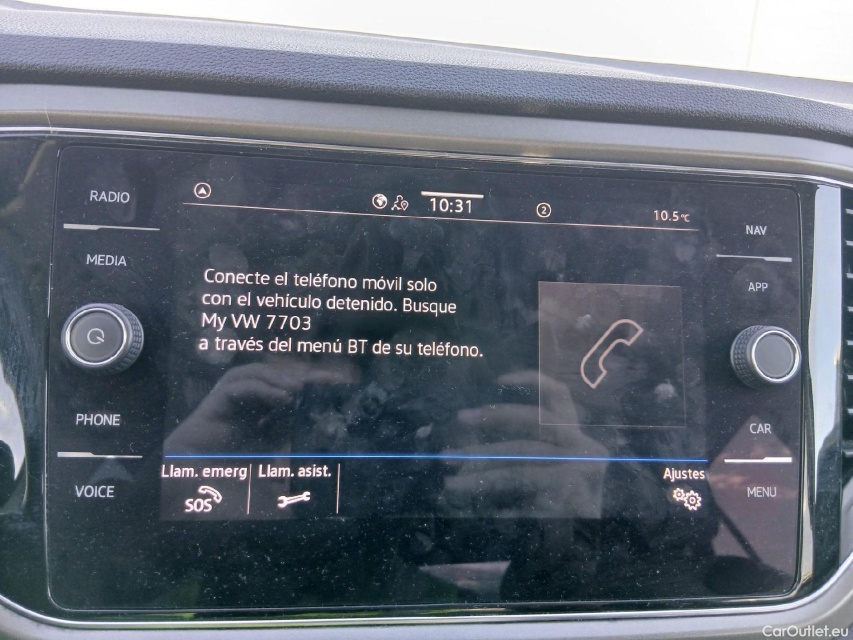 RADIO
10:31
2
10.5°C
NAV
MEDIA
APP
Conecte el teléfono móvil solo
con el vehículo detenido. Busque
My VW 7703
a través del menú BT de su teléfono.
PHONE
CAR
VOICE
Llam. emerg
Llam. asist.
Ajustes
SOS
MENU
CarOutlet.eu